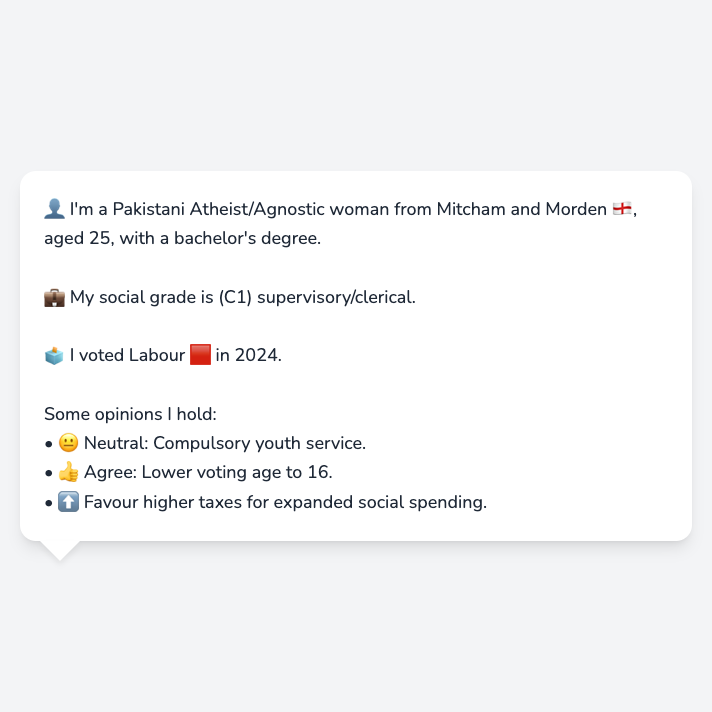 👤 I'm a Pakistani Atheist/Agnostic woman from Mitcham and Morden 🏴󠁧󠁢󠁥󠁮󠁧󠁿,
aged 25, with a bachelor's degree.
💼 My social grade is (C1) supervisory/clerical.
🗳️ I voted Labour 🟥 in 2024.
Some opinions I hold:
• 😐 Neutral: Compulsory youth service.
• 👍 Agree: Lower voting age to 16.
• ⬆️ Favour higher taxes for expanded social spending.